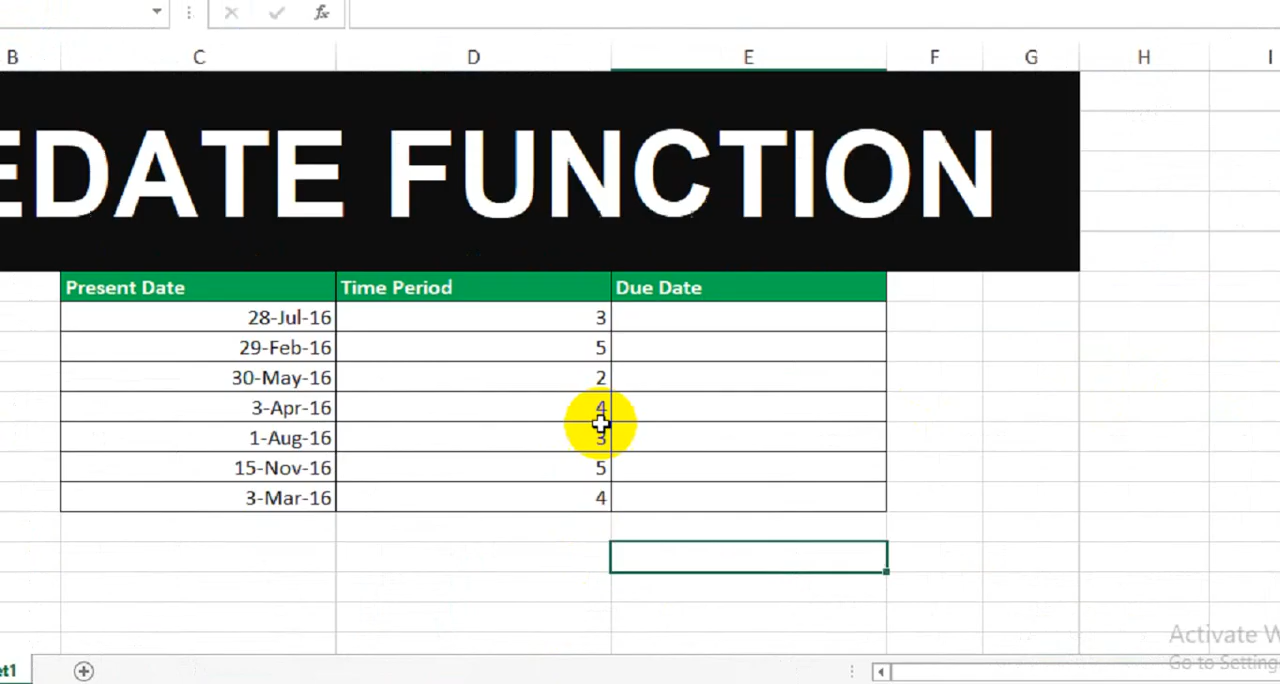 fx
B C D E F G H I
EDATE FUNCTION
Present Date Time Period Due Date
28-Jul-16 3
29-Feb-16 5
30-May-16 2
3-Apr-16 4
1-Aug-16 3
15-Nov-16 5
3-Mar-16 4
Activate W
Go to Setting
et1